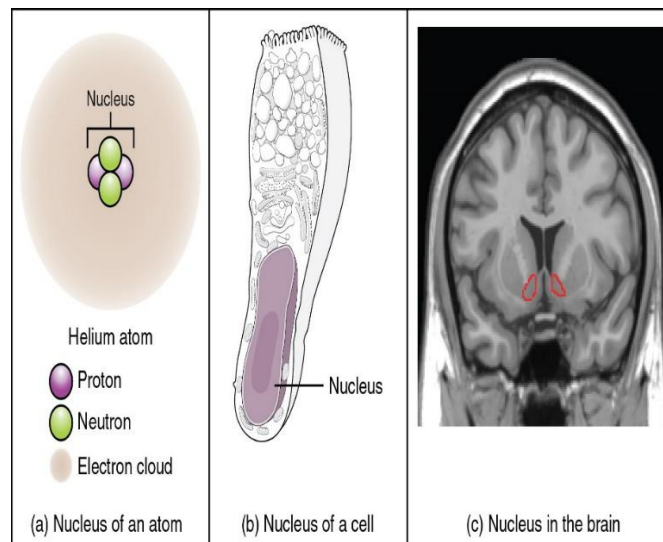 Nucleus
Helium atom
Proton
Neutron
Electron cloud
(a) Nucleus of an atom
Nucleus
(b) Nucleus of a cell
(c) Nucleus in the brain